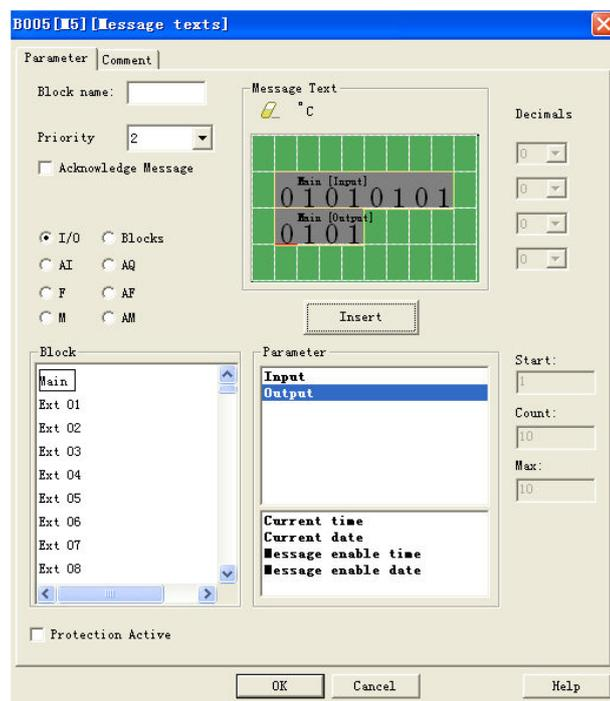 B005[M5][Message texts]
Parameter
Comment
Block name:
Priority
2
Acknowledge Message
I/O
Blocks
AI
AQ
F
AF
M
AM
Message Text
°C
Main [Input]
01010101
Main [Output]
0101
Insert
Decimals
0
0
0
0
Block
Main
Ext 01
Ext 02
Ext 03
Ext 04
Ext 05
Ext 06
Ext 07
Ext 08
Parameter
Input
Output
Current time
Current date
Message enable time
Message enable date
Start:
1
Count:
10
Max:
10
Protection Active
OK
Cancel
Help